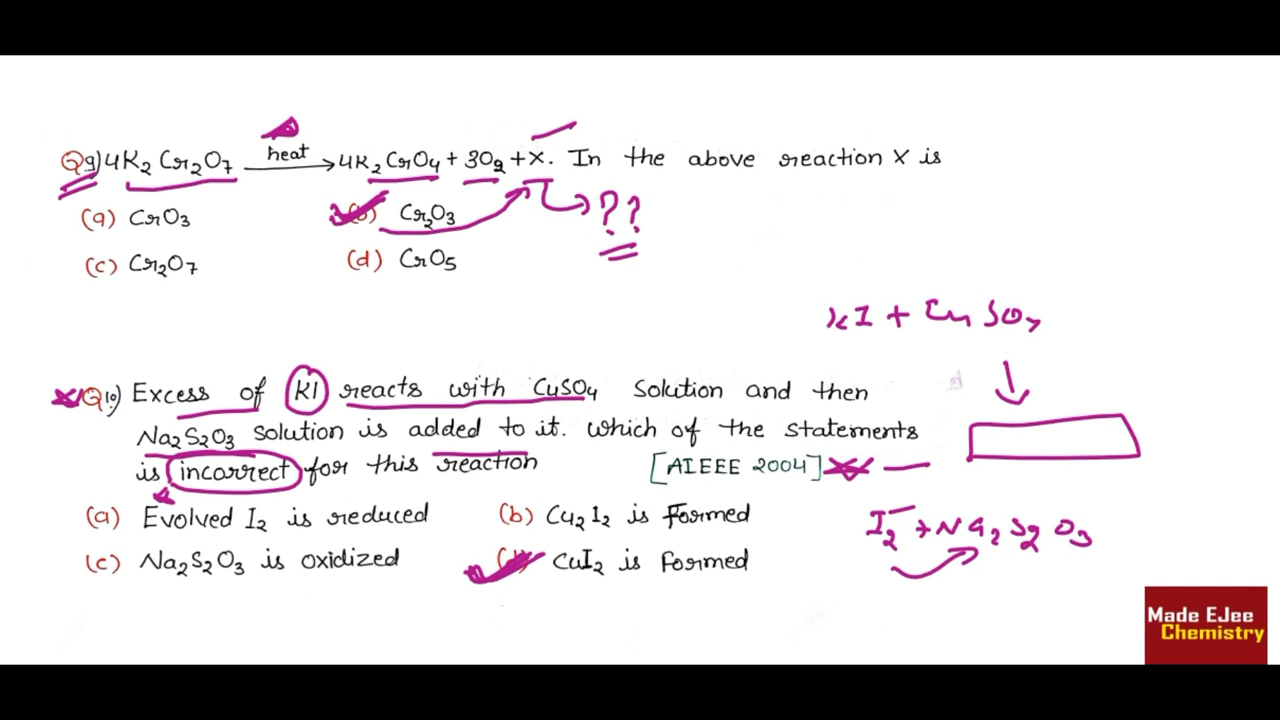 Q9) 4K2Cr2O7 heat → 4K2CrO4 + 3O2 + X. In the above reaction X is
(a) CrO3 (b) Cr2O3
??
(c) Cr2O7 (d) CrO5
KI + CuSO4
Q10) Excess of KI reacts with CuSO4 solution and then
Na2S2O3 solution is added to it. which of the statements
is incorrect for this reaction [AIEEE 2004]
(a) Evolved I2 is reduced (b) Cu2I2 is Formed
I2 + Na2S2O3
(c) Na2S2O3 is oxidized (d) CuI2 is Formed
Made EJee
Chemistry